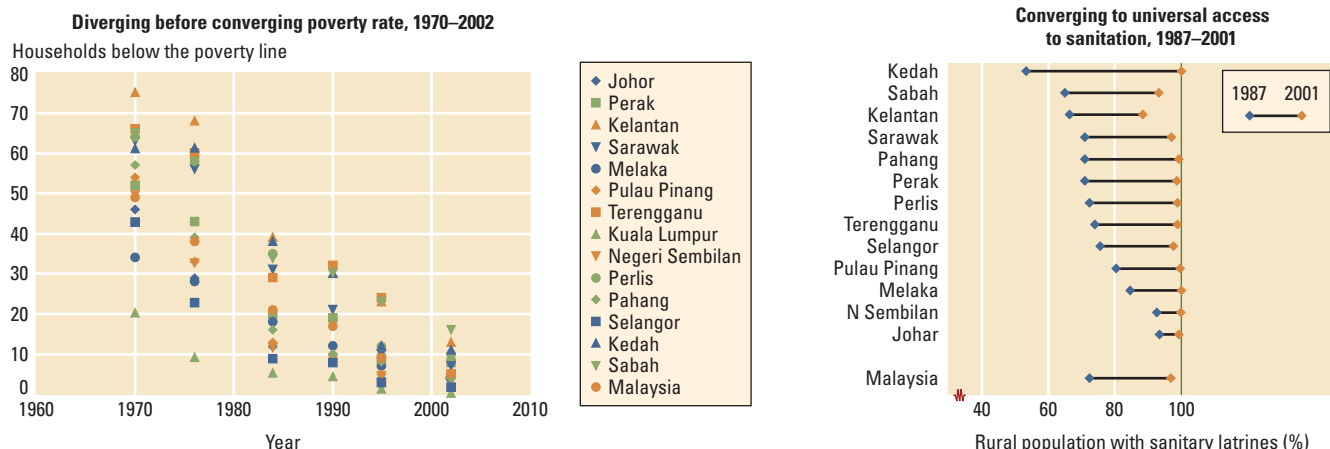 Diverging before converging poverty rate, 1970–2002
Households below the poverty line
80
70
60
50
40
30
20
10
0
1960
1970
1980
1990
2000
2010
Year
Johor
Perak
Kelantan
Sarawak
Melaka
Pulau Pinang
Terengganu
Kuala Lumpur
Negeri Sembilan
Perlis
Pahang
Selangor
Kedah
Sabah
Malaysia
Converging to universal access
to sanitation, 1987–2001
Kedah
Sabah
Kelantan
Sarawak
Pahang
Perak
Perlis
Terengganu
Selangor
Pulau Pinang
Melaka
N Sembilan
Johar
Malaysia
1987 2001
40
60
80
100
Rural population with sanitary latrines (%)